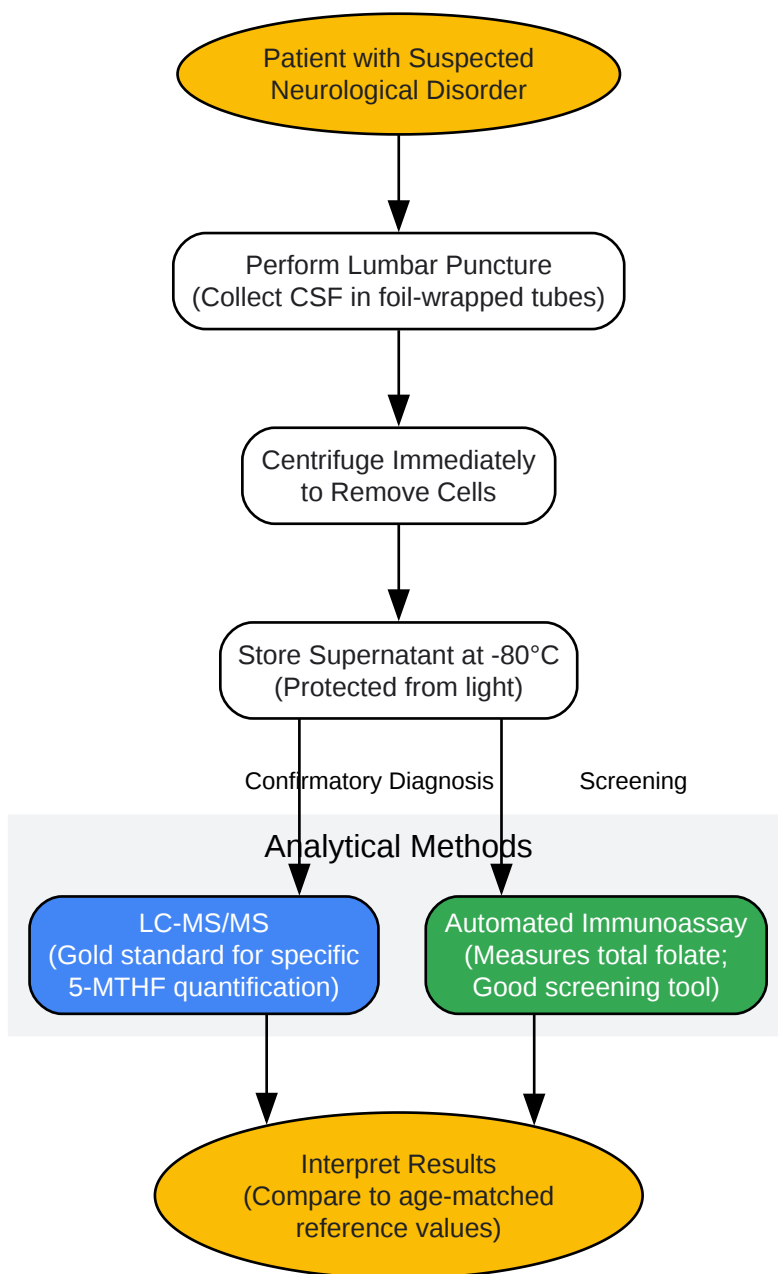 Patient with Suspected
Neurological Disorder
Perform Lumbar Puncture
(Collect CSF in foil-wrapped tubes)
Centrifuge Immediately
to Remove Cells
Store Supernatant at -80°C
(Protected from light)
Confirmatory Diagnosis
Screening
Analytical Methods
LC-MS/MS
(Gold standard for specific
5-MTHF quantification)
Automated Immunoassay
(Measures total folate;
Good screening tool)
Interpret Results
(Compare to age-matched
reference values)